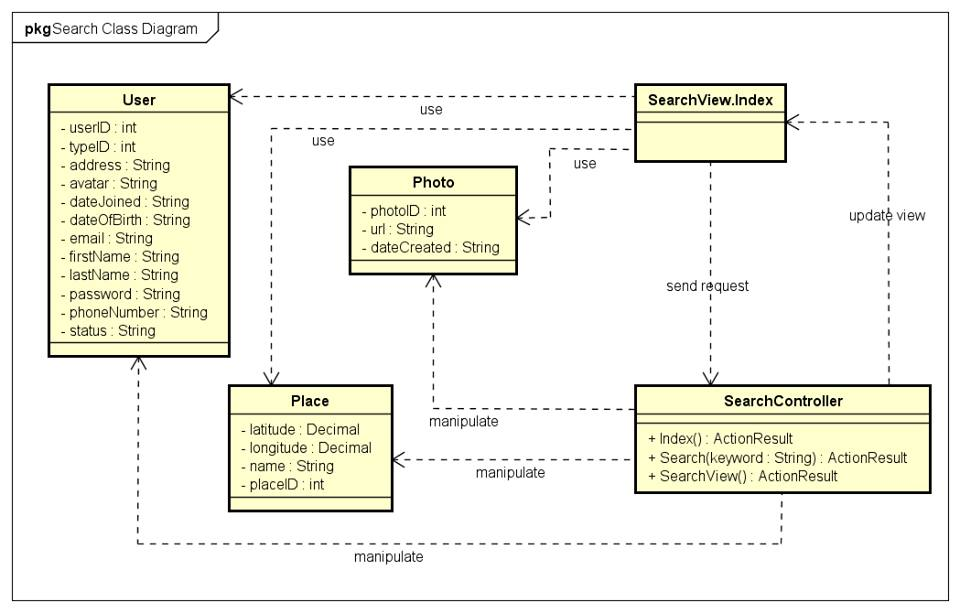 pkg Search Class Diagram
User
- userID : int
- typeID : int
- address : String
- avatar : String
- dateJoined : String
- dateOfBirth : String
- email : String
- firstName : String
- lastName : String
- password : String
- phoneNumber : String
- status : String
SearchView.Index
use
use
use
Photo
- photoID : int
- url : String
- dateCreated : String
update view
send request
Place
- latitude : Decimal
- longitude : Decimal
- name : String
- placeID : int
SearchController
+ Index() : ActionResult
+ Search(keyword : String) : ActionResult
+ SearchView() : ActionResult
manipulate
manipulate
manipulate